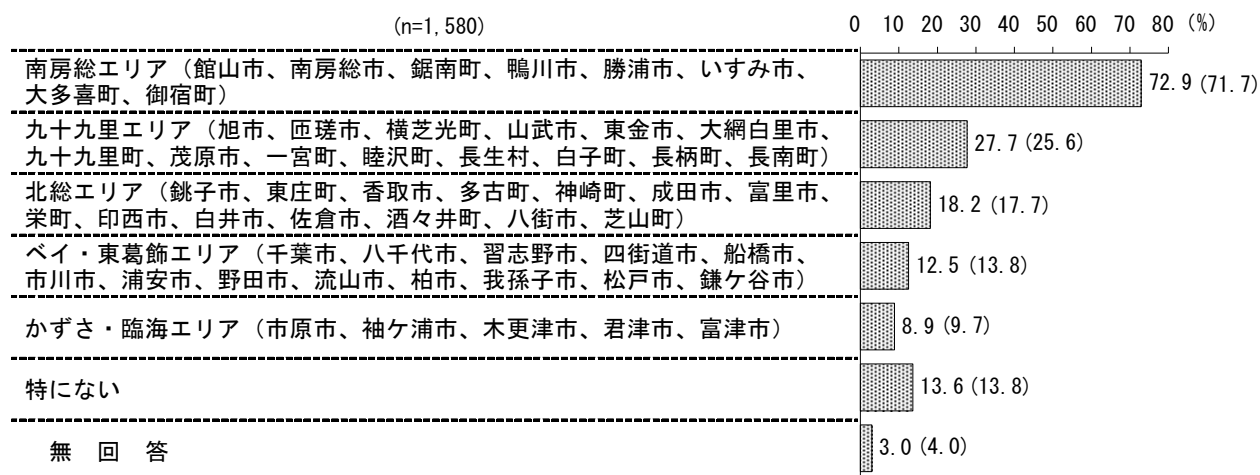 (n=1,580)
0 10 20 30 40 50 60 70 80 (%)
南房総エリア（館山市、南房総市、鋸南町、鴨川市、勝浦市、いすみ市、
大多喜町、御宿町）
72.9 (71.7)
九十九里エリア（旭市、匝瑳市、横芝光町、山武市、東金市、大網白里市、
九十九里町、茂原市、一宮町、睦沢町、長生村、白子町、長柄町、長南町）
27.7 (25.6)
北総エリア（銚子市、東庄町、香取市、多古町、神崎町、成田市、富里市、
栄町、印西市、白井市、佐倉市、酒々井町、八街市、芝山町）
18.2 (17.7)
ベイ・東葛飾エリア（千葉市、八千代市、習志野市、四街道市、船橋市、
市川市、浦安市、野田市、流山市、柏市、我孫子市、松戸市、鎌ケ谷市）
12.5 (13.8)
かずさ・臨海エリア（市原市、袖ケ浦市、木更津市、君津市、富津市）
8.9 (9.7)
特にない
13.6 (13.8)
無 回 答
3.0 (4.0)